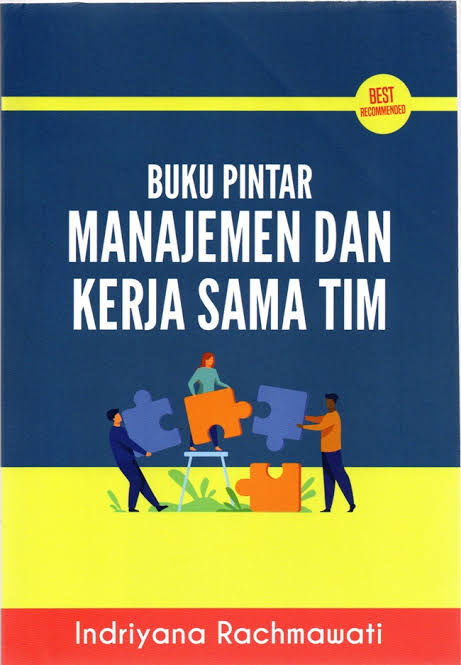 BEST
RECOMMENDED
BUKU PINTAR
MANAJEMEN DAN
KERJA SAMA TIM
Indriyana Rachmawati